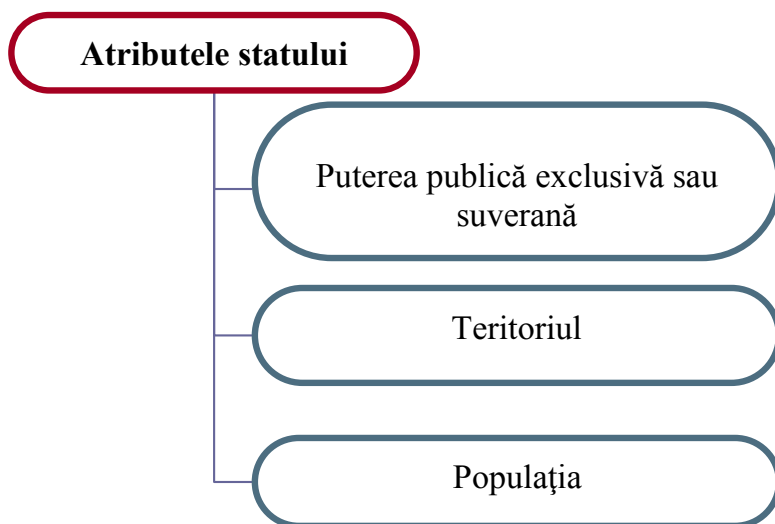 Atributele statului
Puterea publică exclusivă sau
suverană
Teritoriul
Populaţia